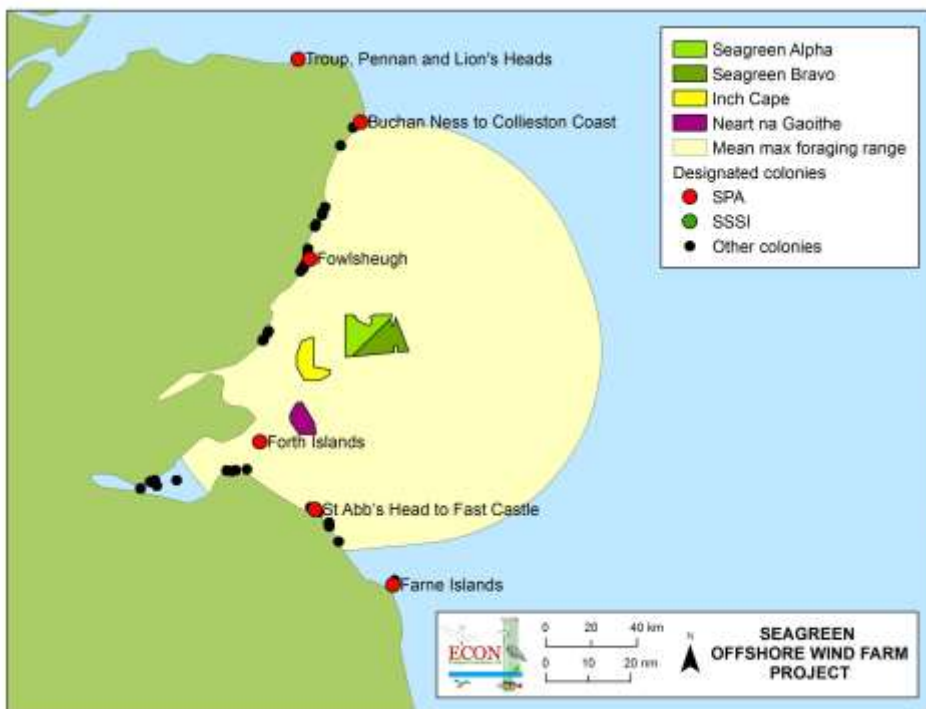 Troup, Pennan and Lion's Heads
Buchan Ness to Collieston Coast
Fowlsheugh
Forth Islands
St Abb's Head to Fast Castle
Farne Islands
Seagreen Alpha
Seagreen Bravo
Inch Cape
Neart na Gaoithe
Mean max foraging range
Designated colonies
SPA
SSSI
Other colonies
ECON
0 20 40 km
0 10 20 nm
N
SEAGREEN
OFFSHORE WIND FARM
PROJECT